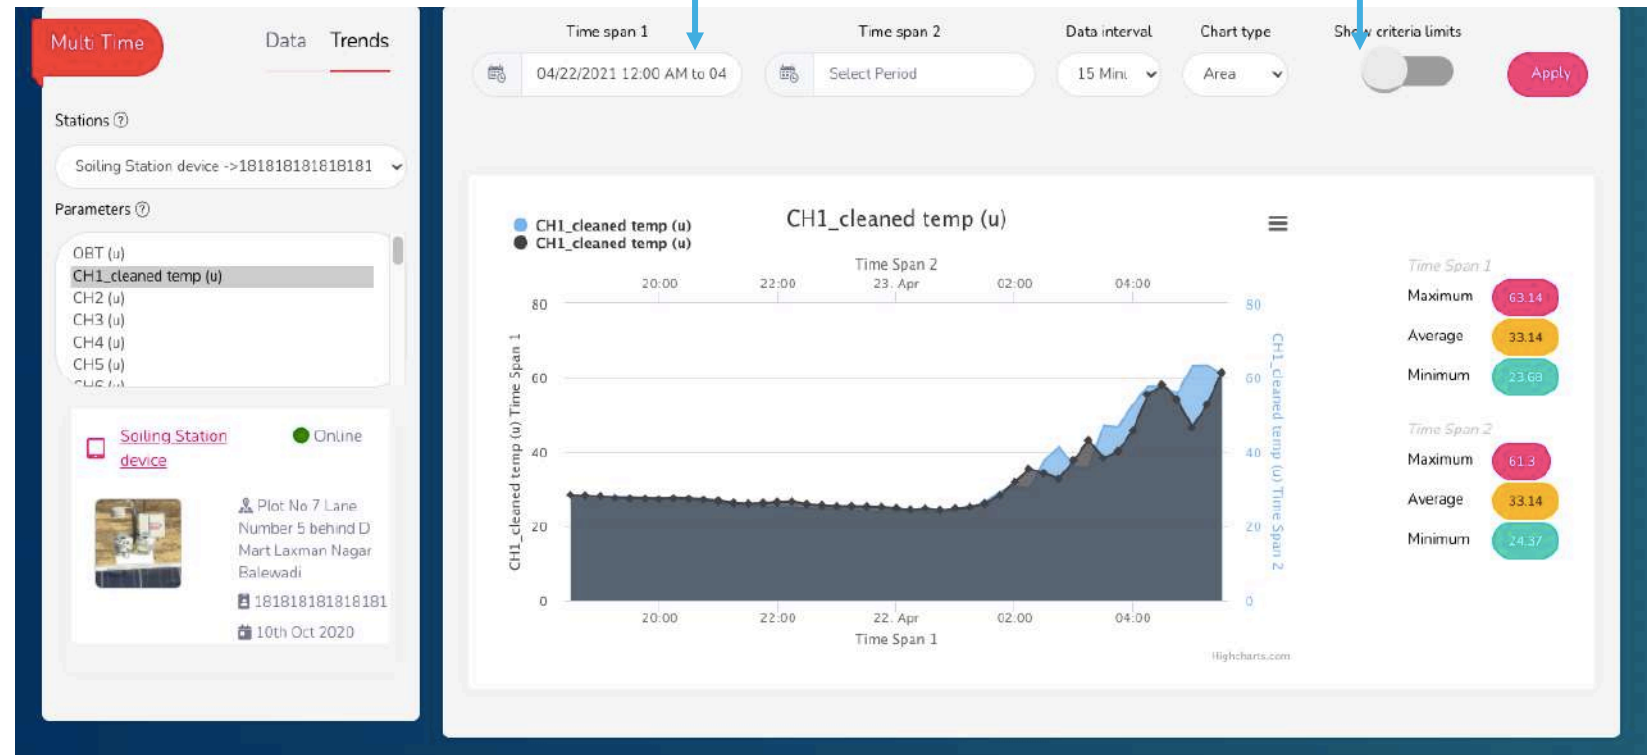 Multi Time
Data Trends
Stations ?
Soiling Station device ->181818181818181
Parameters ?
OBT (u)
CH1_cleaned temp (u)
CH2 (u)
CH3 (u)
CH4 (u)
CH5 (u)
CH6 (u)
Soiling Station
device
Online
Plot No 7 Lane
Number 5 behind D
Mart Laxman Nagar
Balewadi
181818181818181
10th Oct 2020
Time span 1
04/22/2021 12:00 AM to 04
Time span 2
Select Period
Data interval
15 Minu
Chart type
Area
Show criteria limits
Apply
CH1_cleaned temp (u)
CH1_cleaned temp (u)
CH1_cleaned temp (u)
Time Span 2
20:00 22:00 23. Apr 02:00 04:00
80
60
40
20
0
CH1_cleaned temp (u) Time Span 1
80
60
40
20
0
CH1_cleaned temp (u) Time Span 2
20:00 22:00 22. Apr 02:00 04:00
Time Span 1
Highcharts.com
Time Span 1
Maximum 63.14
Average 33.14
Minimum 23.68
Time Span 2
Maximum 61.3
Average 33.14
Minimum 24.37